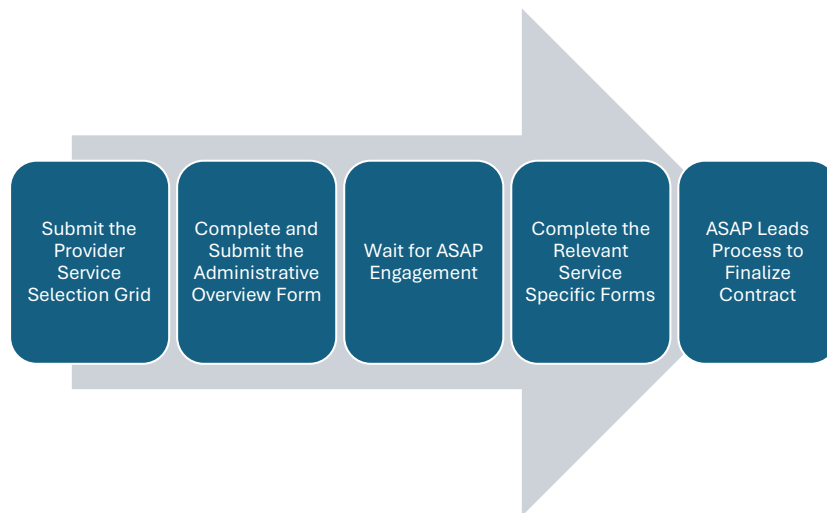 Submit the
Provider
Service
Selection Grid
Complete and
Submit the
Administrative
Overview Form
Wait for ASAP
Engagement
Complete the
Relevant
Service
Specific Forms
ASAP Leads
Process to
Finalize
Contract